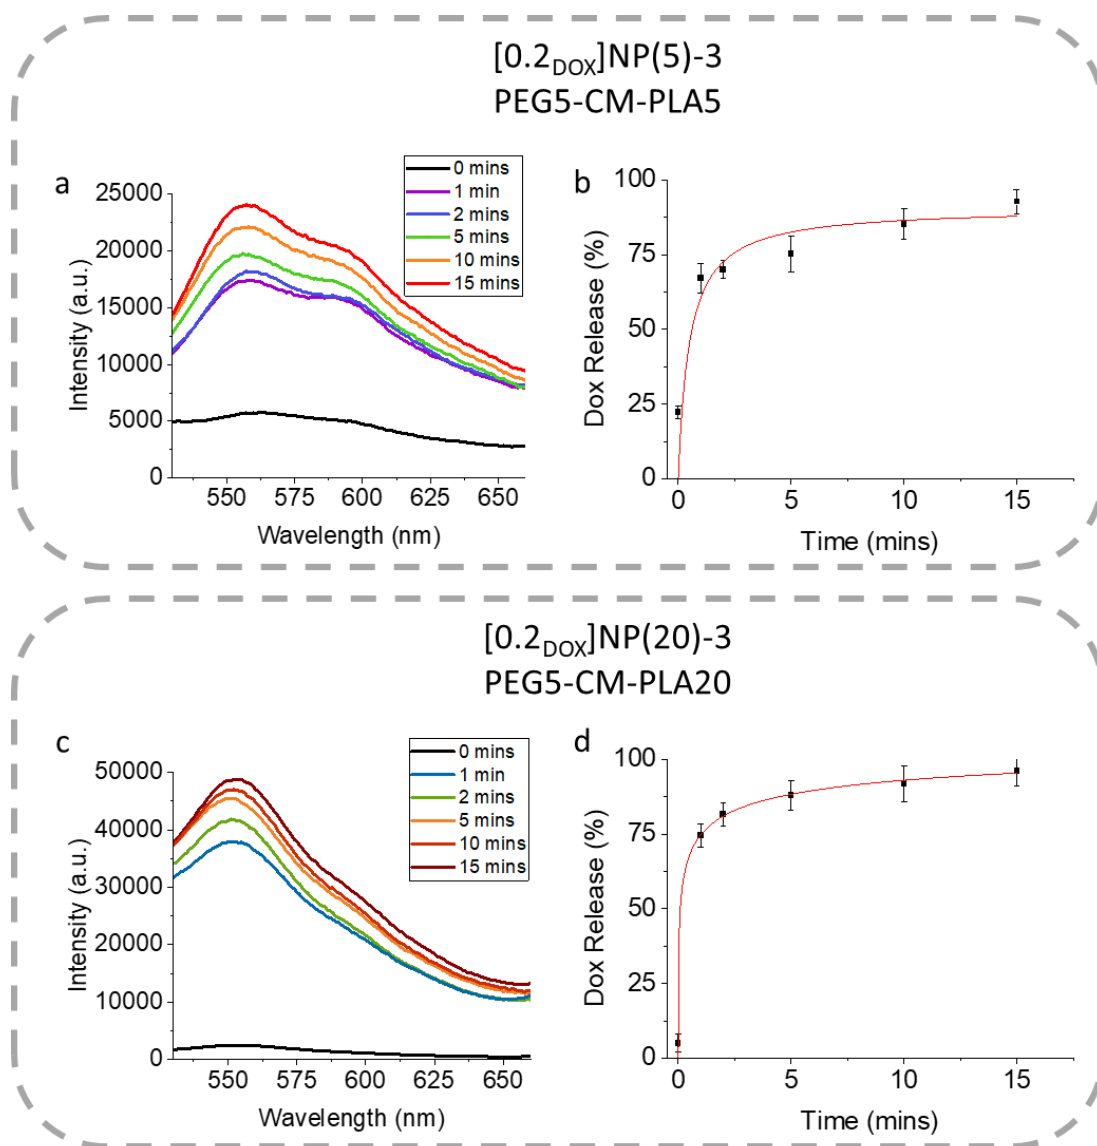 [0.2DOX]NP(5)-3
PEG5-CM-PLA5
a
0 mins
1 min
2 mins
5 mins
10 mins
15 mins
25000
20000
15000
10000
5000
0
Intensity (a.u.)
550 575 600 625 650
Wavelength (nm)
b
100
75
50
25
0
Dox Release (%)
0 5 10 15
Time (mins)
[0.2DOX]NP(20)-3
PEG5-CM-PLA20
c
0 mins
1 min
2 mins
5 mins
10 mins
15 mins
50000
40000
30000
20000
10000
0
Intensity (a.u.)
550 575 600 625 650
Wavelength (nm)
d
100
75
50
25
0
Dox Release (%)
0 5 10 15
Time (mins)